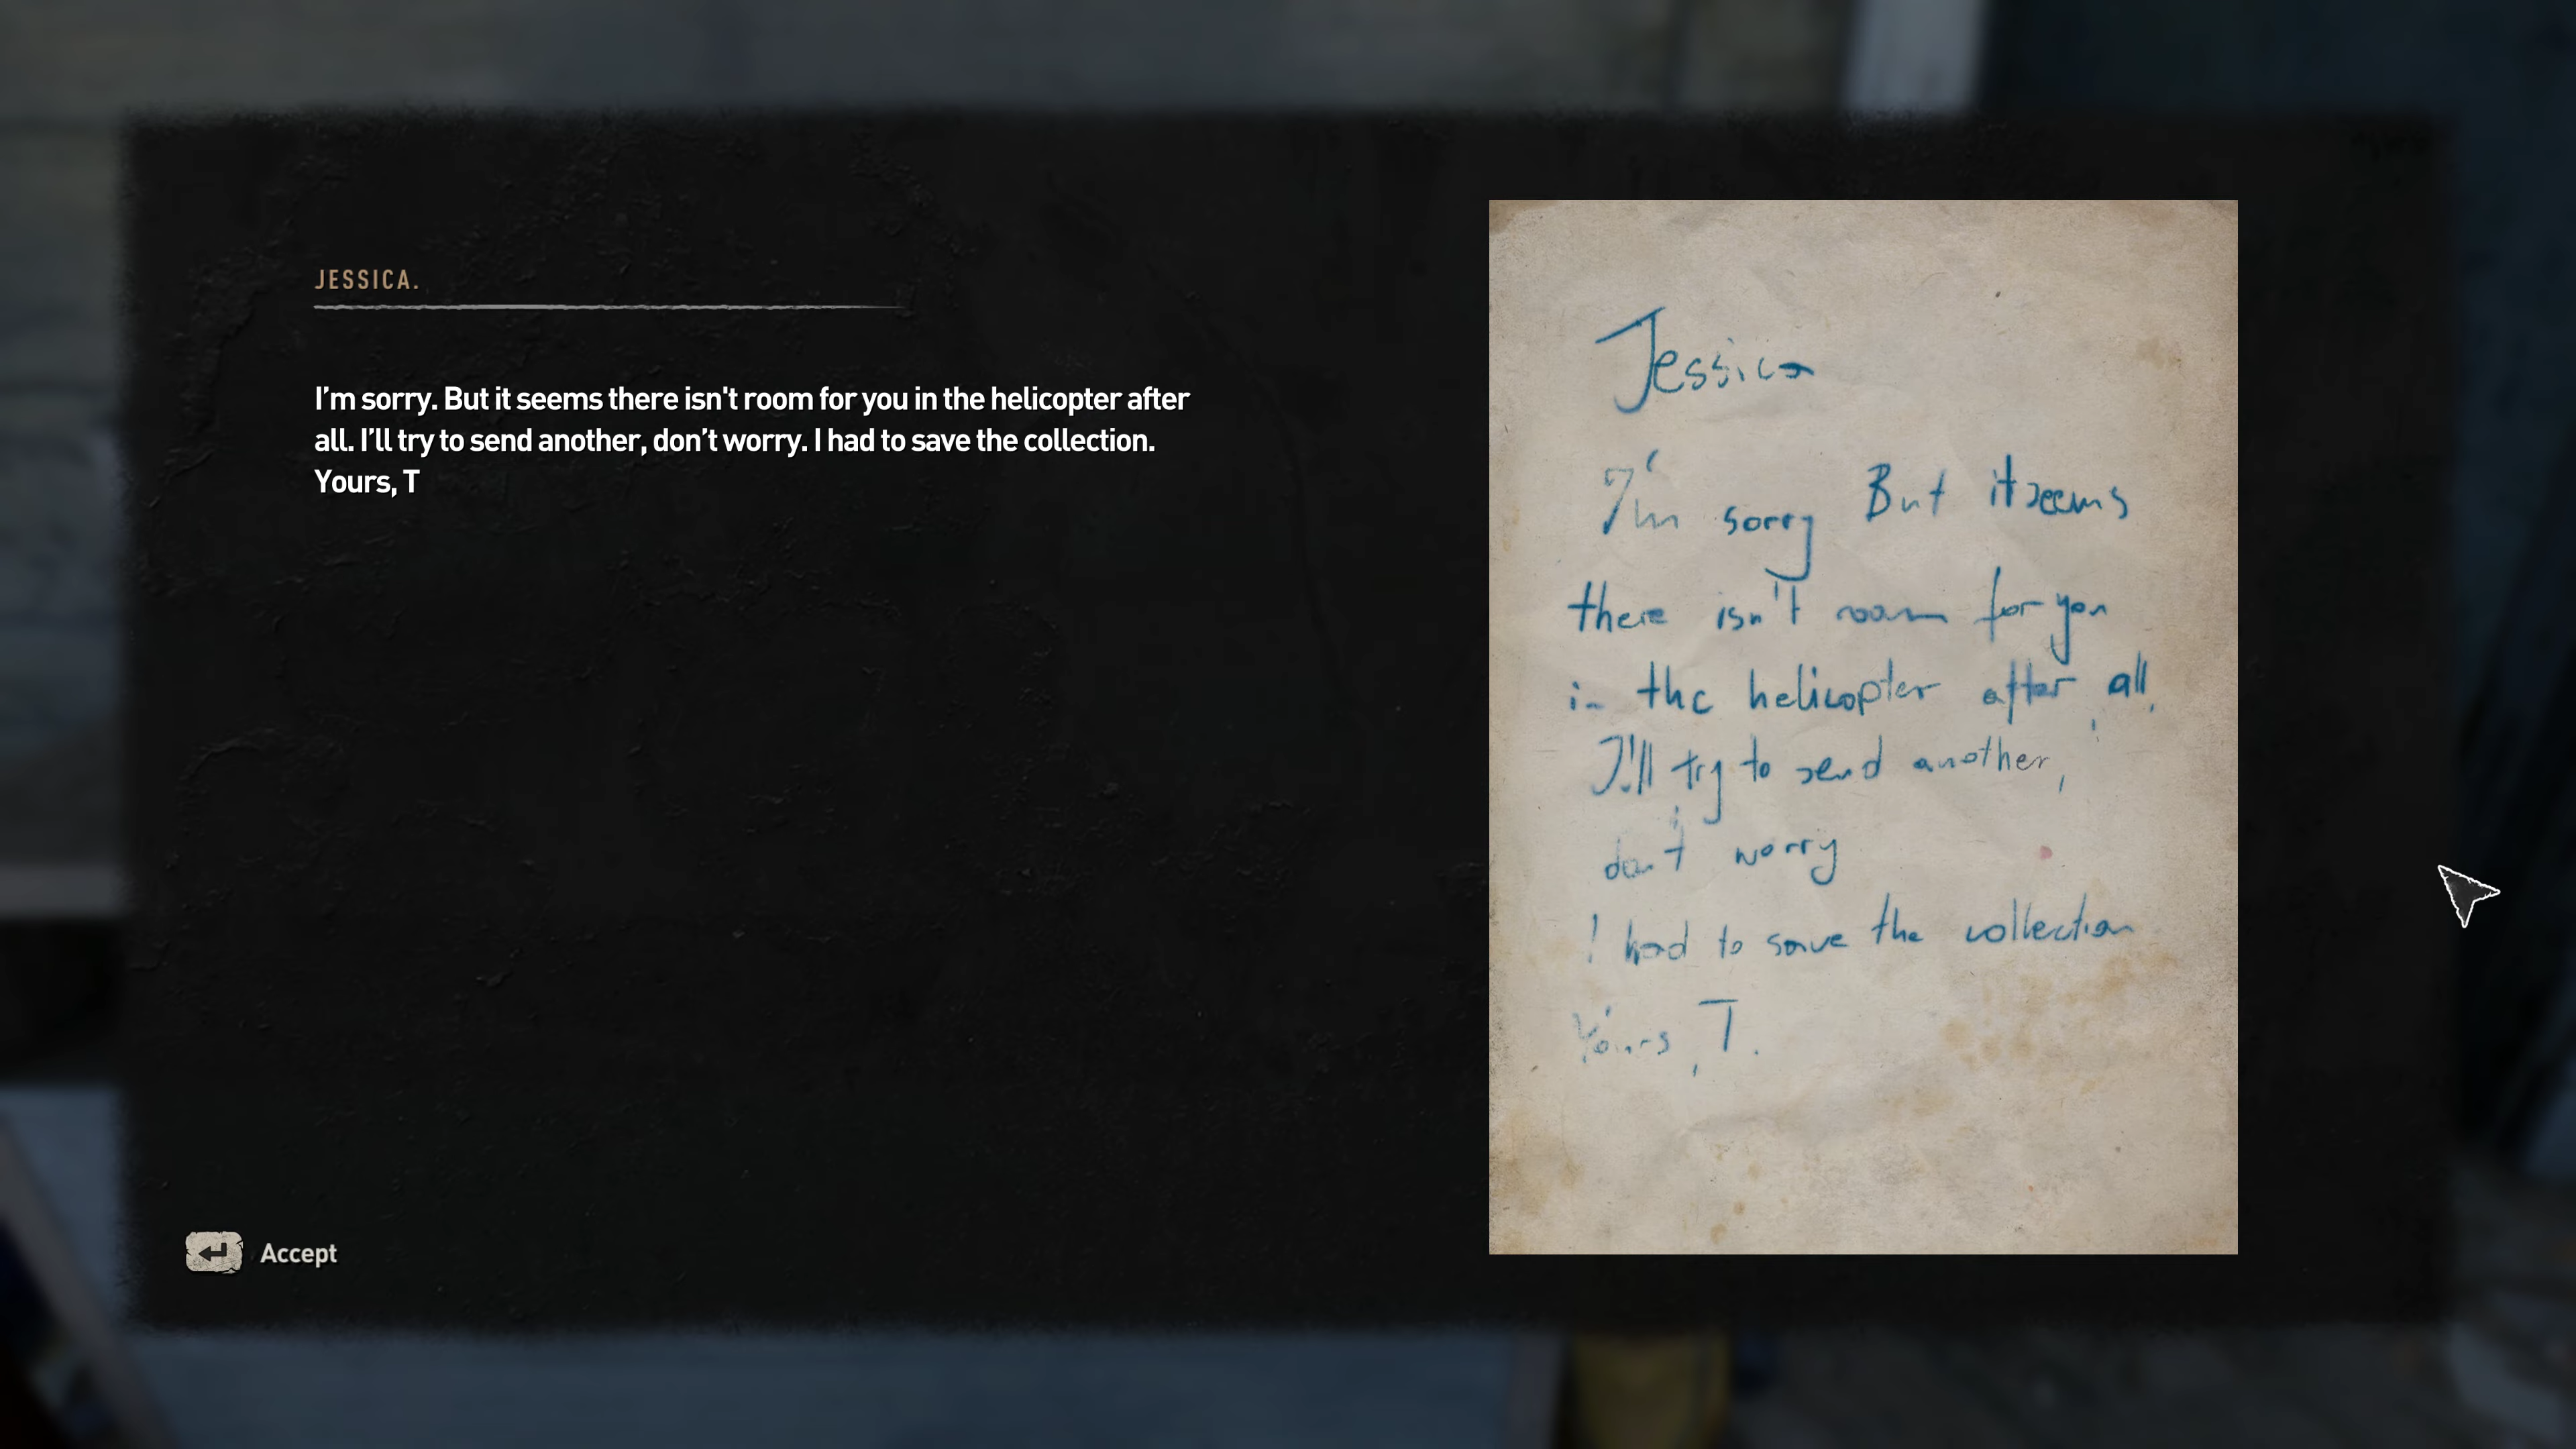 JESSICA.
I'm sorry. But it seems there isn't room for you in the helicopter after
all. I'll try to send another, don't worry. I had to save the collection.
Yours, T
Accept
Jessica
I'm sorry But it seems
there isn't room for you
in the helicopter after all,
I'll try to send another,
don't worry
I had to save the collection
Yours, T.